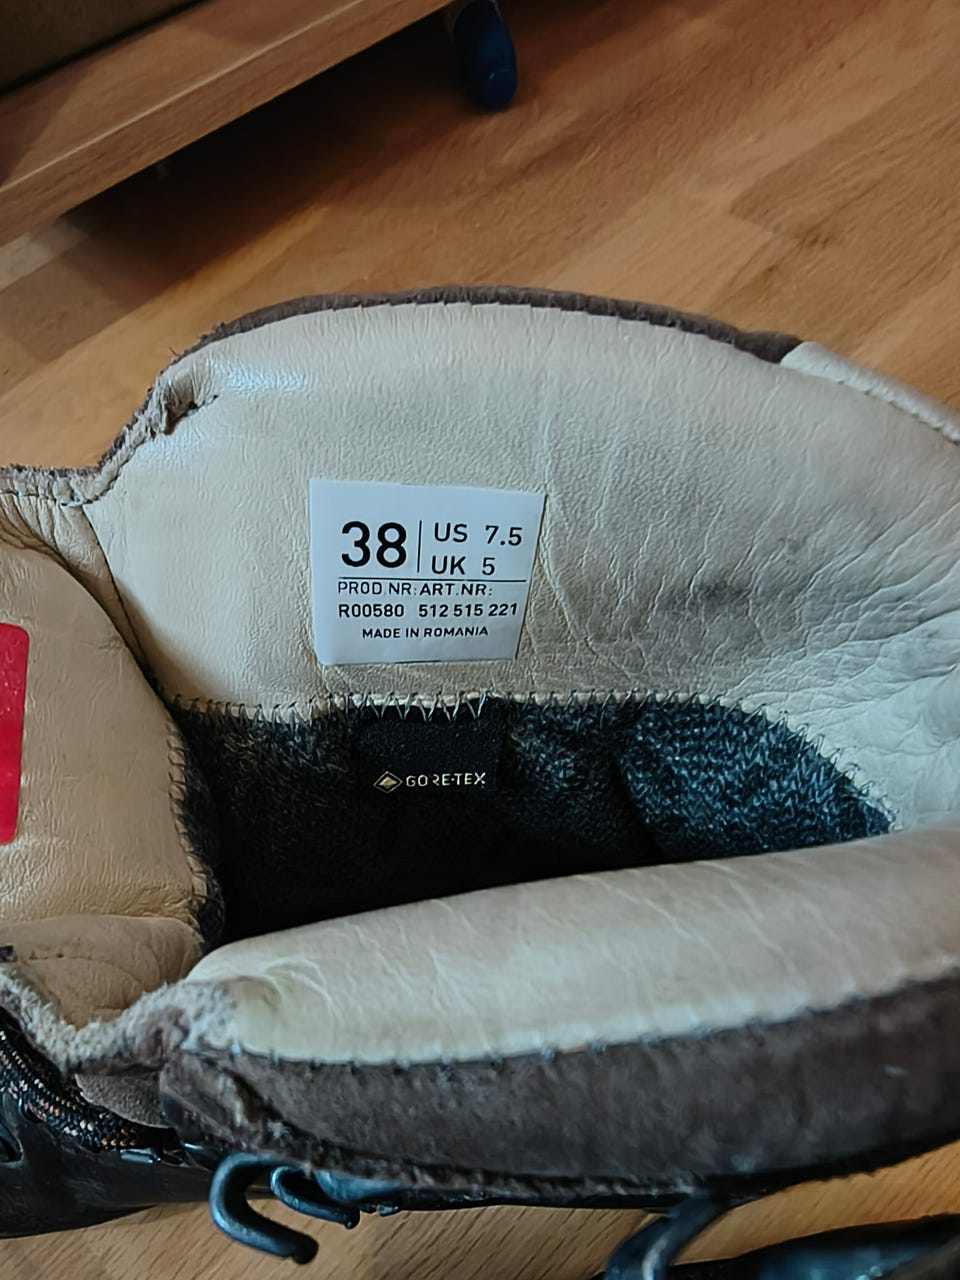 38 US 7.5
UK 5
PROD NR: ART.NR:
R00580 512 515 221
MADE IN ROMANIA
GORE-TEX